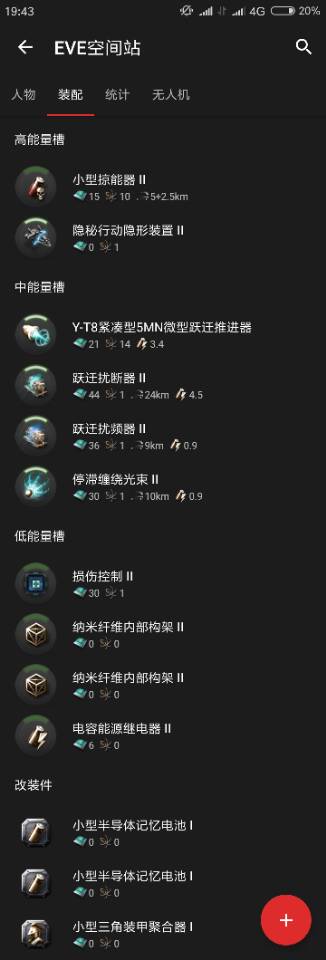 19:43
4G
20%
EVE空间站
人物
装配
统计
无人机
高能量槽
小型掠能器 II
15 10 5+2.5km
隐秘行动隐形装置 II
0 1
中能量槽
Y-T8紧凑型5MN微型跃迁推进器
21 14 3.4
跃迁扰断器 II
44 1 24km 4.5
跃迁扰频器 II
36 1 9km 0.9
停滞缠绕光束 II
30 1 10km 0.9
低能量槽
损伤控制 II
30 1
纳米纤维内部构架 II
0 0
纳米纤维内部构架 II
0 0
电容能源继电器 II
6 0
改装件
小型半导体记忆电池 I
0 0
小型半导体记忆电池 I
0 0
小型三角装甲聚合器 I
0 0